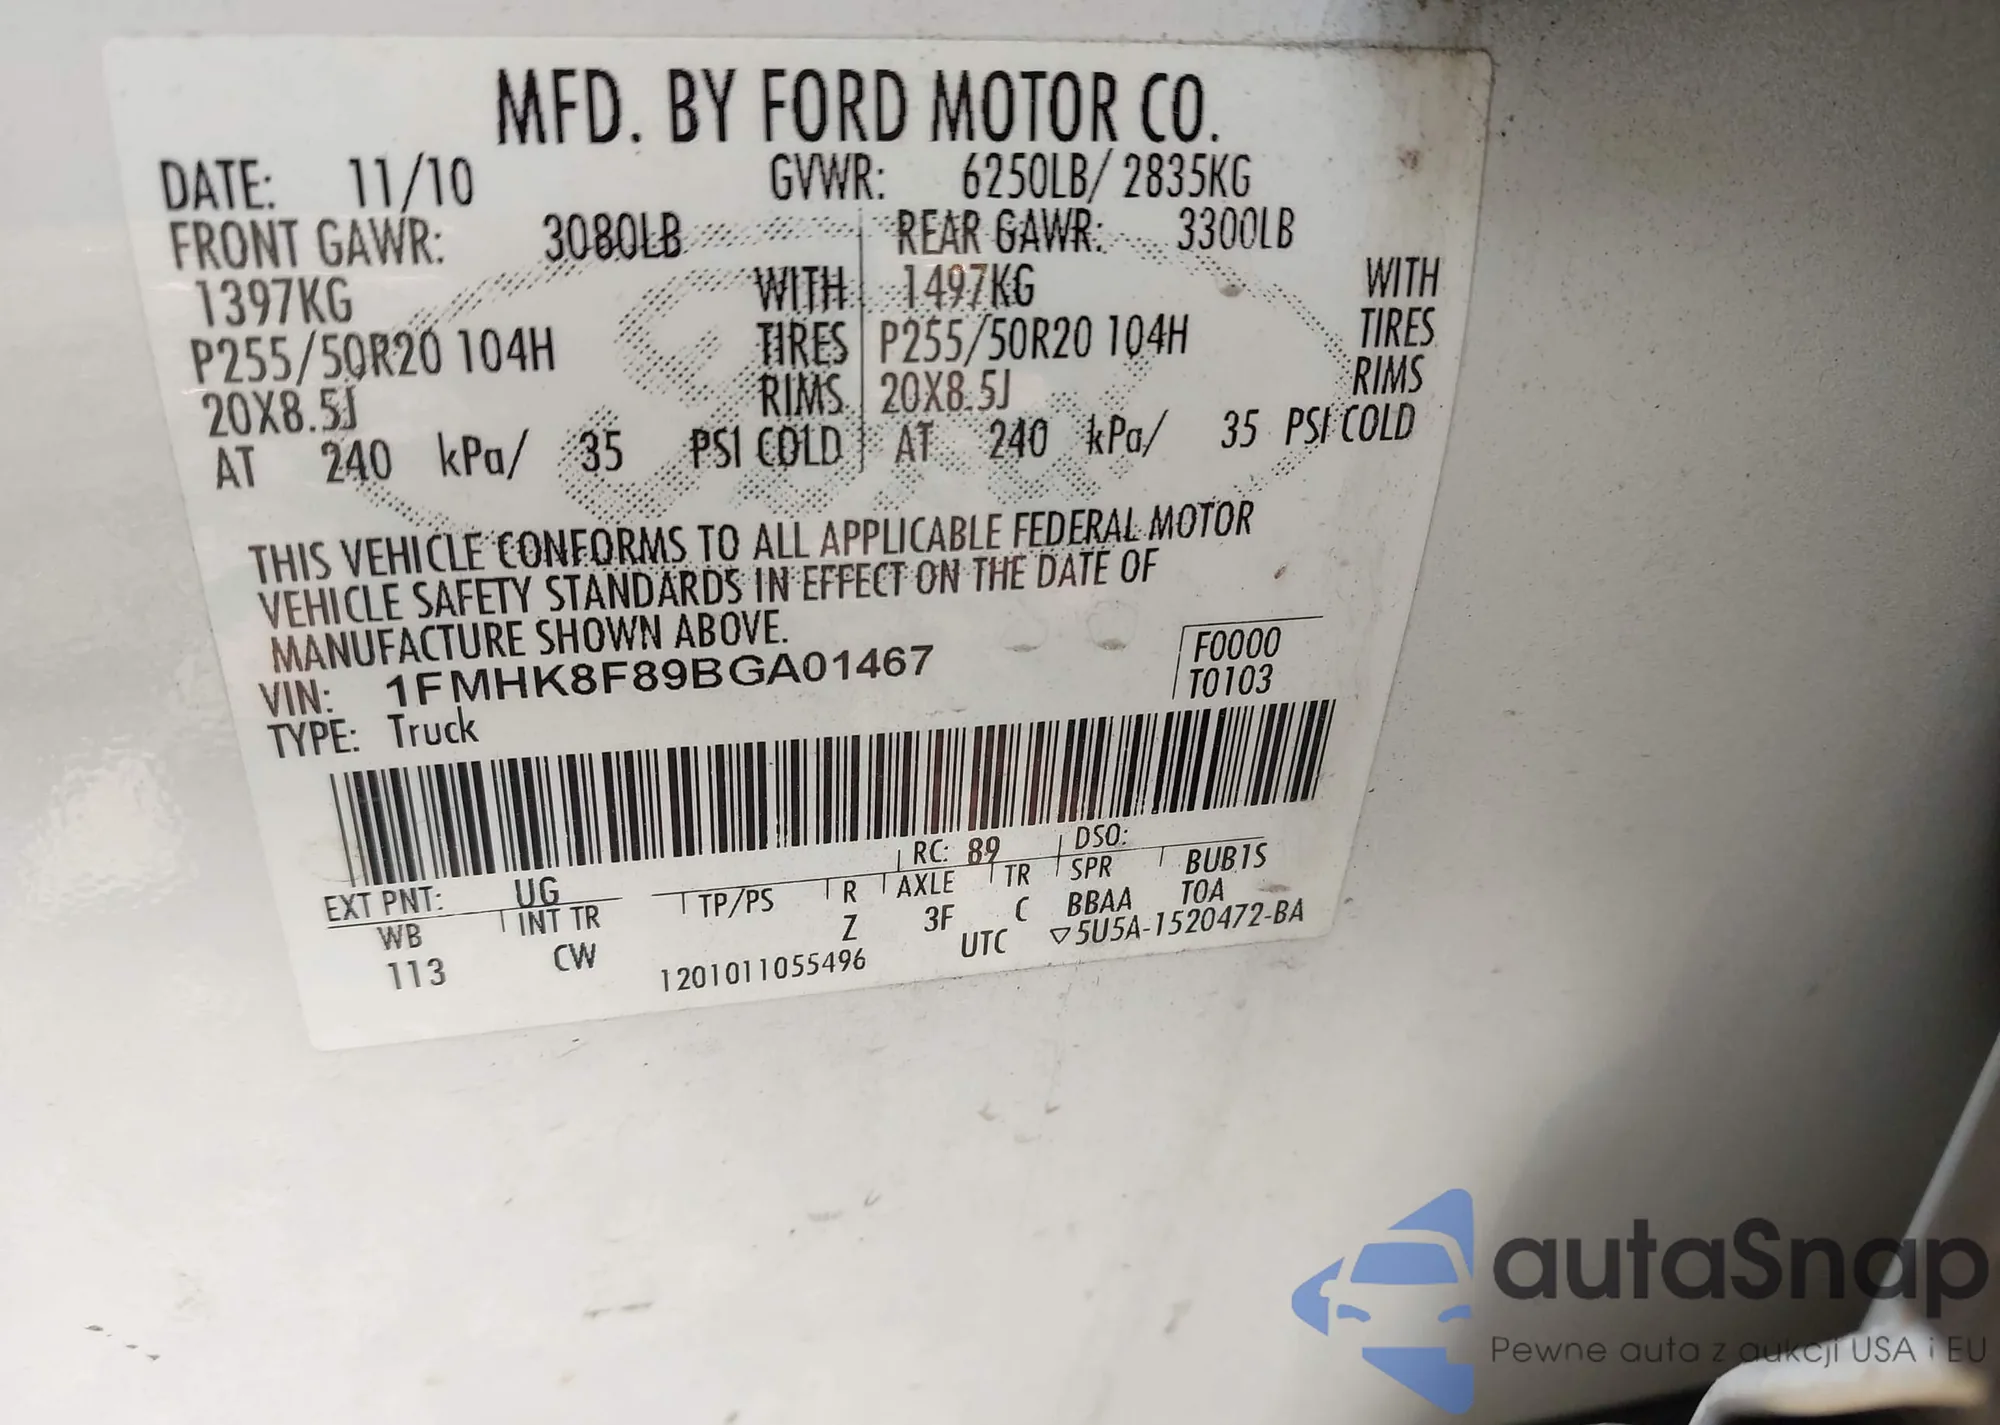 MFD. BY FORD MOTOR CO.
DATE: 11/10 GVWR: 6250LB/ 2835KG
FRONT GAWR: 3080LB REAR GAWR: 3300LB
1397KG WITH 1497KG WITH
P255/50R20 104H TIRES P255/50R20 104H TIRES
20X8.5J RIMS 20X8.5J RIMS
AT 240 kPa/ 35 PSI COLD AT 240 kPa/ 35 PSI COLD
THIS VEHICLE CONFORMS TO ALL APPLICABLE FEDERAL MOTOR
VEHICLE SAFETY STANDARDS IN EFFECT ON THE DATE OF
MANUFACTURE SHOWN ABOVE.
F0000
VIN: 1FMHK8F89BGA01467
T0103
TYPE: Truck
RC: 89 DSO:
EXT PNT: UG BUB1S
WB INT TR TP/PS R AXLE TR SPR T0A
113 CW Z 3F C BBAA
1201011055496 UTC ▽5U5A-1520472-BA
autaSnap
Pewne auta z aukcji USA i EU